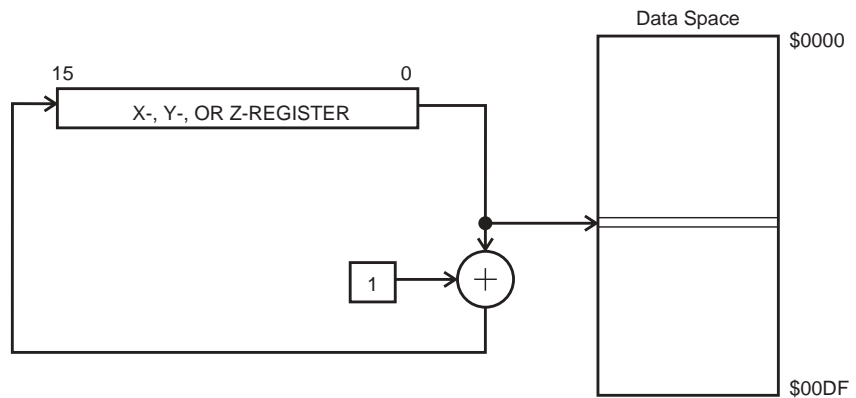 Data Space
$0000
15 0
X-, Y-, OR Z-REGISTER
1
+
$00DF